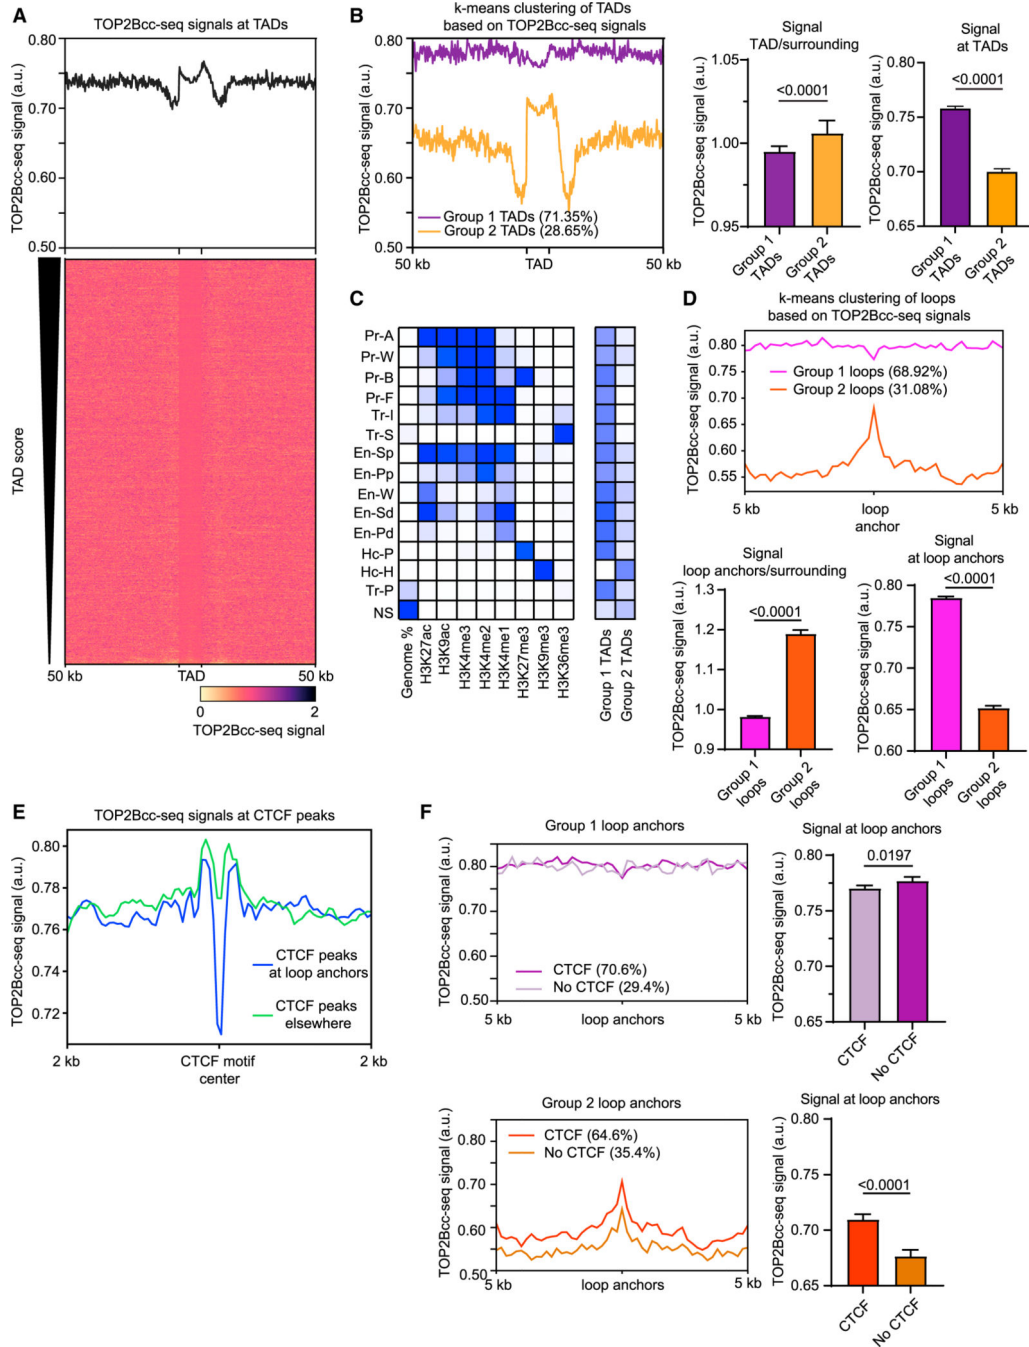 A
TOP2Bcc-seq signals at TADs
TOP2Bcc-seq signal (a.u.)
0.80
0.70
0.60
0.50
TAD score
50 kb
TAD
50 kb
0
2
TOP2Bcc-seq signal
B
k-means clustering of TADs
based on TOP2Bcc-seq signals
TOP2Bcc-seq signal (a.u.)
0.80
0.70
0.60
0.50
Group 1 TADs (71.35%)
Group 2 TADs (28.65%)
50 kb
TAD
50 kb
Signal
TAD/surrounding
TOP2Bcc-seq signal (a.u.)
1.05
1.00
0.95
<0.0001
Group 1
TADs
Group 2
TADs
Signal
at TADs
TOP2Bcc-seq signal (a.u.)
0.80
0.75
0.70
0.65
<0.0001
Group 1
TADs
Group 2
TADs
C
Pr-A
Pr-W
Pr-B
Pr-F
Tr-I
Tr-S
En-Sp
En-Pp
En-W
En-Sd
En-Pd
Hc-P
Hc-H
Tr-P
NS
Genome %
H3K27ac
H3K9ac
H3K4me3
H3K4me2
H3K4me1
H3K27me3
H3K9me3
H3K36me3
Group 1 TADs
Group 2 TADs
D
k-means clustering of loops
based on TOP2Bcc-seq signals
TOP2Bcc-seq signal (a.u.)
0.80
0.75
0.65
0.55
Group 1 loops (68.92%)
Group 2 loops (31.08%)
5 kb
loop
anchor
5 kb
Signal
loop anchors/surrounding
TOP2Bcc-seq signal (a.u.)
1.3
1.2
1.1
1.0
0.9
<0.0001
Group 1
loops
Group 2
loops
Signal
at loop anchors
TOP2Bcc-seq signal (a.u.)
0.80
0.75
0.70
0.65
0.60
<0.0001
Group 1
loops
Group 2
loops
E
TOP2Bcc-seq signals at CTCF peaks
TOP2Bcc-seq signal (a.u.)
0.80
0.78
0.76
0.74
0.72
CTCF peaks
at loop anchors
CTCF peaks
elsewhere
2 kb
CTCF motif
center
2 kb
F
Group 1 loop anchors
TOP2Bcc-seq signal (a.u.)
0.80
0.70
0.60
0.50
CTCF (70.6%)
No CTCF (29.4%)
5 kb
loop anchors
5 kb
Signal at loop anchors
TOP2Bcc-seq signal (a.u.)
0.80
0.75
0.70
0.65
0.0197
CTCF
No CTCF
Group 2 loop anchors
TOP2Bcc-seq signal (a.u.)
0.80
0.70
0.60
0.50
CTCF (64.6%)
No CTCF (35.4%)
5 kb
loop anchors
5 kb
Signal at loop anchors
TOP2Bcc-seq signal (a.u.)
0.80
0.75
0.70
0.65
<0.0001
CTCF
No CTCF